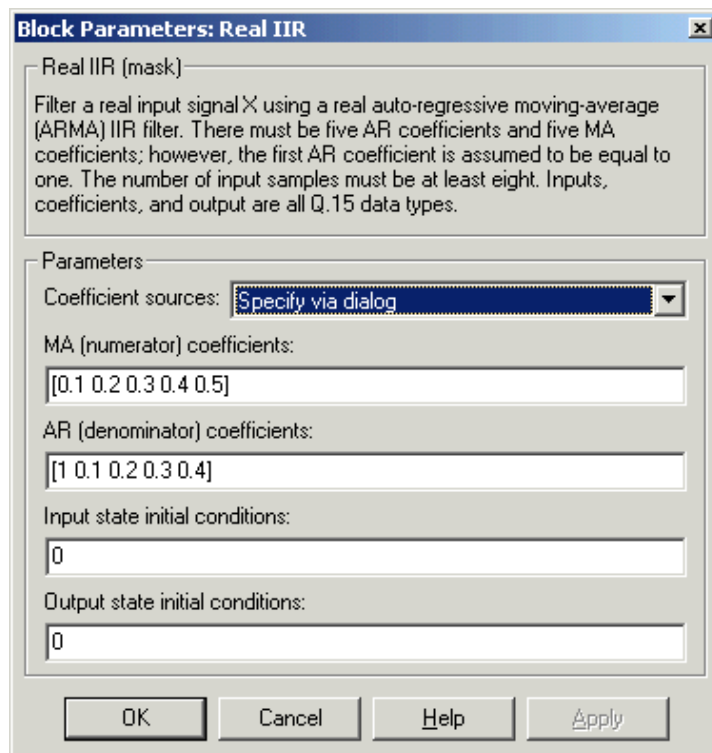 Block Parameters: Real IIR
Real IIR (mask)
Filter a real input signal X using a real auto-regressive moving-average
(ARMA) IIR filter. There must be five AR coefficients and five MA
coefficients; however, the first AR coefficient is assumed to be equal to
one. The number of input samples must be at least eight. Inputs,
coefficients, and output are all Q.15 data types.
Parameters
Coefficient sources: Specify via dialog
MA (numerator) coefficients:
[0.1 0.2 0.3 0.4 0.5]
AR (denominator) coefficients:
[1 0.1 0.2 0.3 0.4]
Input state initial conditions:
0
Output state initial conditions:
0
OK Cancel Help Apply